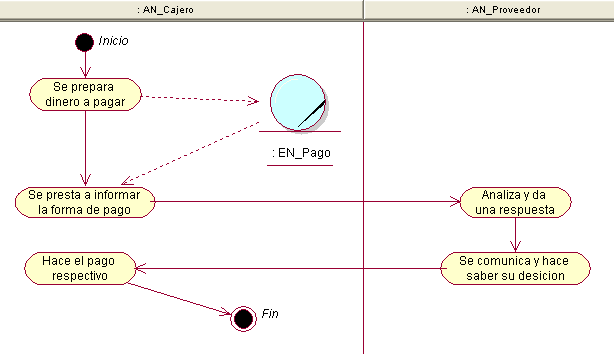 : AN_Cajero
: AN_Proveedor
Inicio
Se prepara
dinero a pagar
: EN_Pago
Se presta a informar
la forma de pago
Analiza y da
una respuesta
Hace el pago
respectivo
Se comunica y hace
saber su desicion
Fin